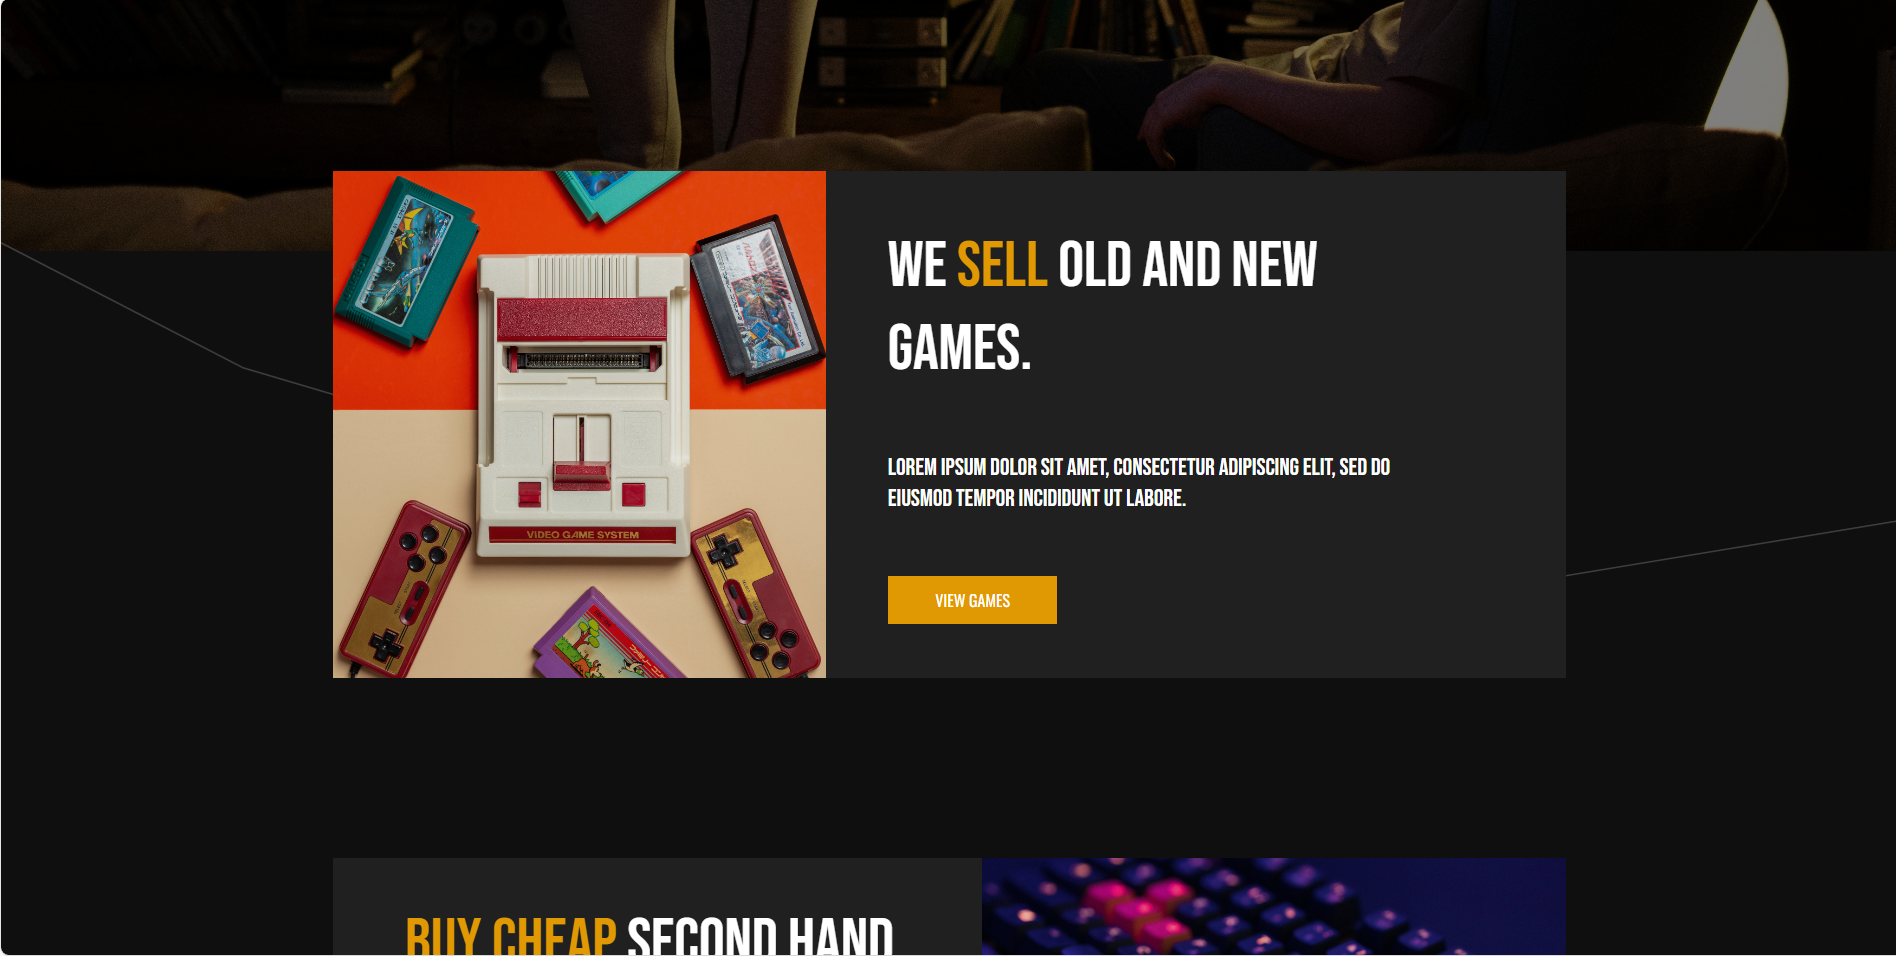 WE SELL OLD AND NEW
GAMES.
LOREM IPSUM DOLOR SIT AMET, CONSECTETUR ADIPISCING ELIT, SED DO
EIUSMOD TEMPOR INCIDIDUNT UT LABORE.
VIEW GAMES
VIDEO GAME SYSTEM
BUY CHEAP SECOND HAND